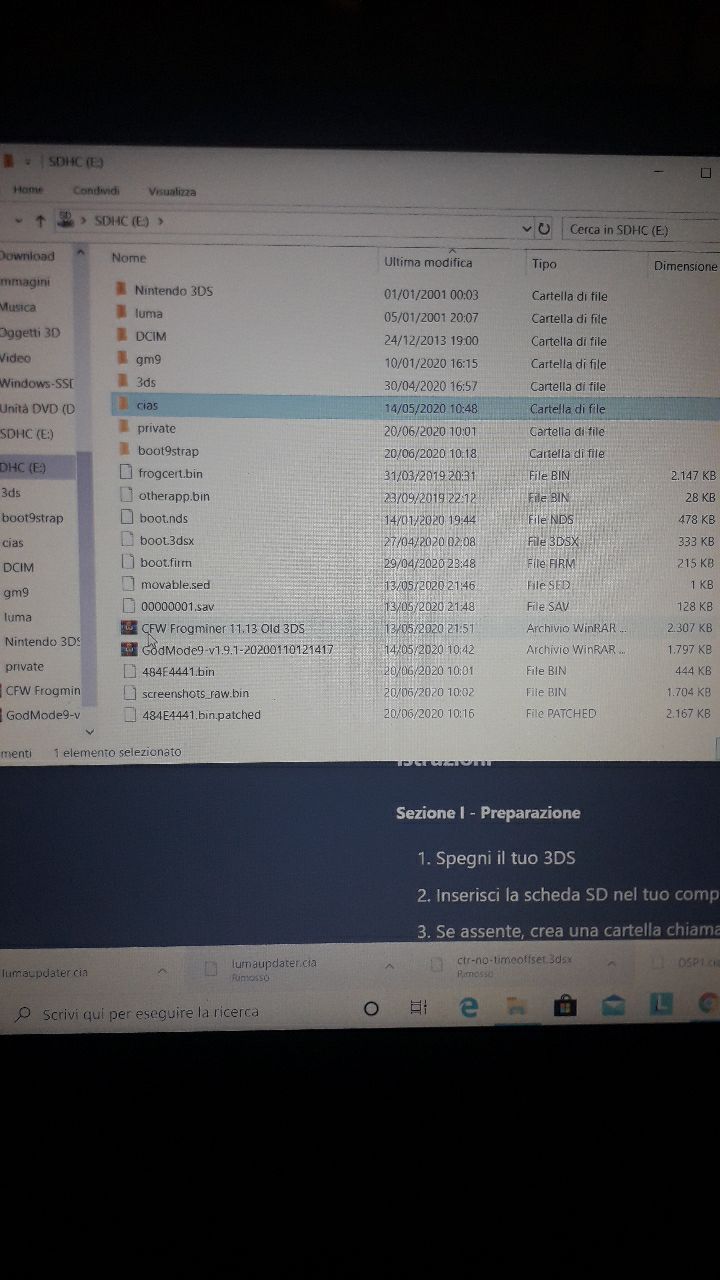 SDHC (E:)
Home Condividi Visualizza
SDHC (E:) Cerca in SDHC (E:)
Nome Ultima modifica Tipo Dimensione
Nintendo 3DS 01/01/2001 00:03 Cartella di file
luma 05/01/2001 20:07 Cartella di file
DCIM 24/12/2013 19:00 Cartella di file
gm9 10/01/2020 16:15 Cartella di file
3ds 30/04/2020 16:57 Cartella di file
cias 14/05/2020 10:48 Cartella di file
private 20/06/2020 10:01 Cartella di file
boot9strap 20/06/2020 10:18 Cartella di file
frogcert.bin 31/03/2019 20:31 File BIN 2.147 KB
otherapp.bin 23/09/2019 22:12 File BIN 28 KB
boot.nds 14/01/2020 19:44 File NDS 478 KB
boot.3dsx 27/04/2020 02:08 File 3DSX 333 KB
boot.firm 29/04/2020 23:48 File FIRM 215 KB
movable.sed 13/05/2020 21:46 File SED 1 KB
00000001.sav 13/05/2020 21:48 File SAV 128 KB
CFW Frogminer 11.13 Old 3DS 13/05/2020 21:51 Archivio WinRAR ... 2.307 KB
GodMode9-v1.9.1-20200110121417 14/05/2020 10:42 Archivio WinRAR ... 1.797 KB
484E4441.bin 20/06/2020 10:01 File BIN 444 KB
screenshots_raw.bin 20/06/2020 10:02 File BIN 1.704 KB
484E4441.bin.patched 20/06/2020 10:16 File PATCHED 2.167 KB
Download
mmagini
Musica
Oggetti 3D
Video
Windows-SSD
Unità DVD (D
SDHC (E:)
DHC (E:)
3ds
boot9strap
cias
DCIM
gm9
luma
Nintendo 3DS
private
CFW Frogmin
GodMode9-v
menti 1 elemento selezionato
Istruzioni
Sezione I - Preparazione
1. Spegni il tuo 3DS
2. Inserisci la scheda SD nel tuo comp
3. Se assente, crea una cartella chiama
lumaupdater.cia
lumaupdater.cia
Rimosso
ctr-no-timeoffset.3dsx
Rimosso
DSP1.cia
Scrivi qui per eseguire la ricerca